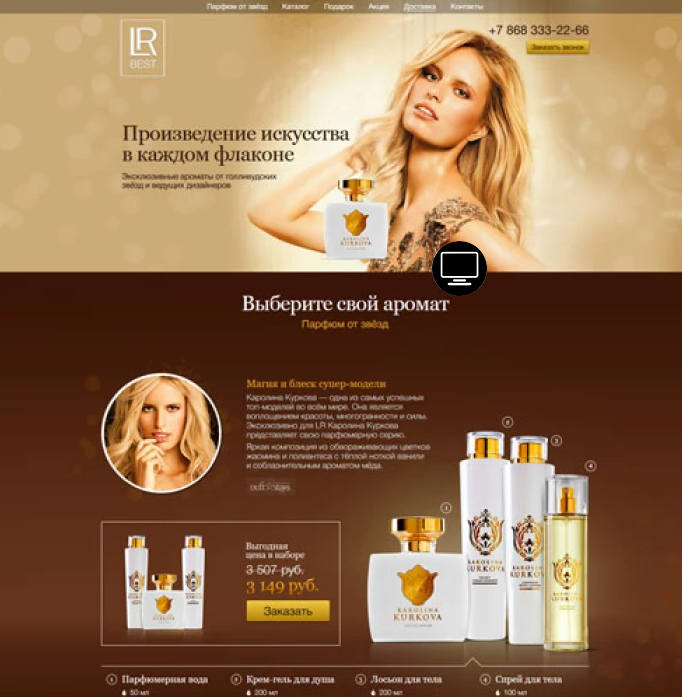 Парфюм от звёзд Каталог Подарок Акции Доставка Контакты
LR
BEST
+7 868 333-22-66
Заказать звонок
Произведение искусства
в каждом флаконе
Эксклюзивные ароматы от голливудских
звёзд и ведущих дизайнеров
KAROLINA
KURKOVA
Выберите свой аромат
Парфюм от звёзд
Магия и блеск супер-модели
Каролина Куркова — одна из самых успешных
топ-моделей во всём мире. Она является
воплощением красоты, многогранности и силы.
Эксклюзивно для LR Каролина Куркова
представляет свою парфюмерную серию.
Яркая композиция из обвораживающих цветков
жасмина и полиантеса с тёплой ноткой ванили
и соблазнительным ароматом мёда.
Выгодная
цена в наборе
3 507 руб.
3 149 руб.
Заказать
1
2
3
4
KAROLINA
KURKOVA
KAROLINA
KURKOVA
KAROLINA
KURKOVA
1 Парфюмерная вода 2 Крем-гель для душа 3 Лосьон для тела 4 Спрей для тела
50 мл 200 мл 200 мл 100 мл